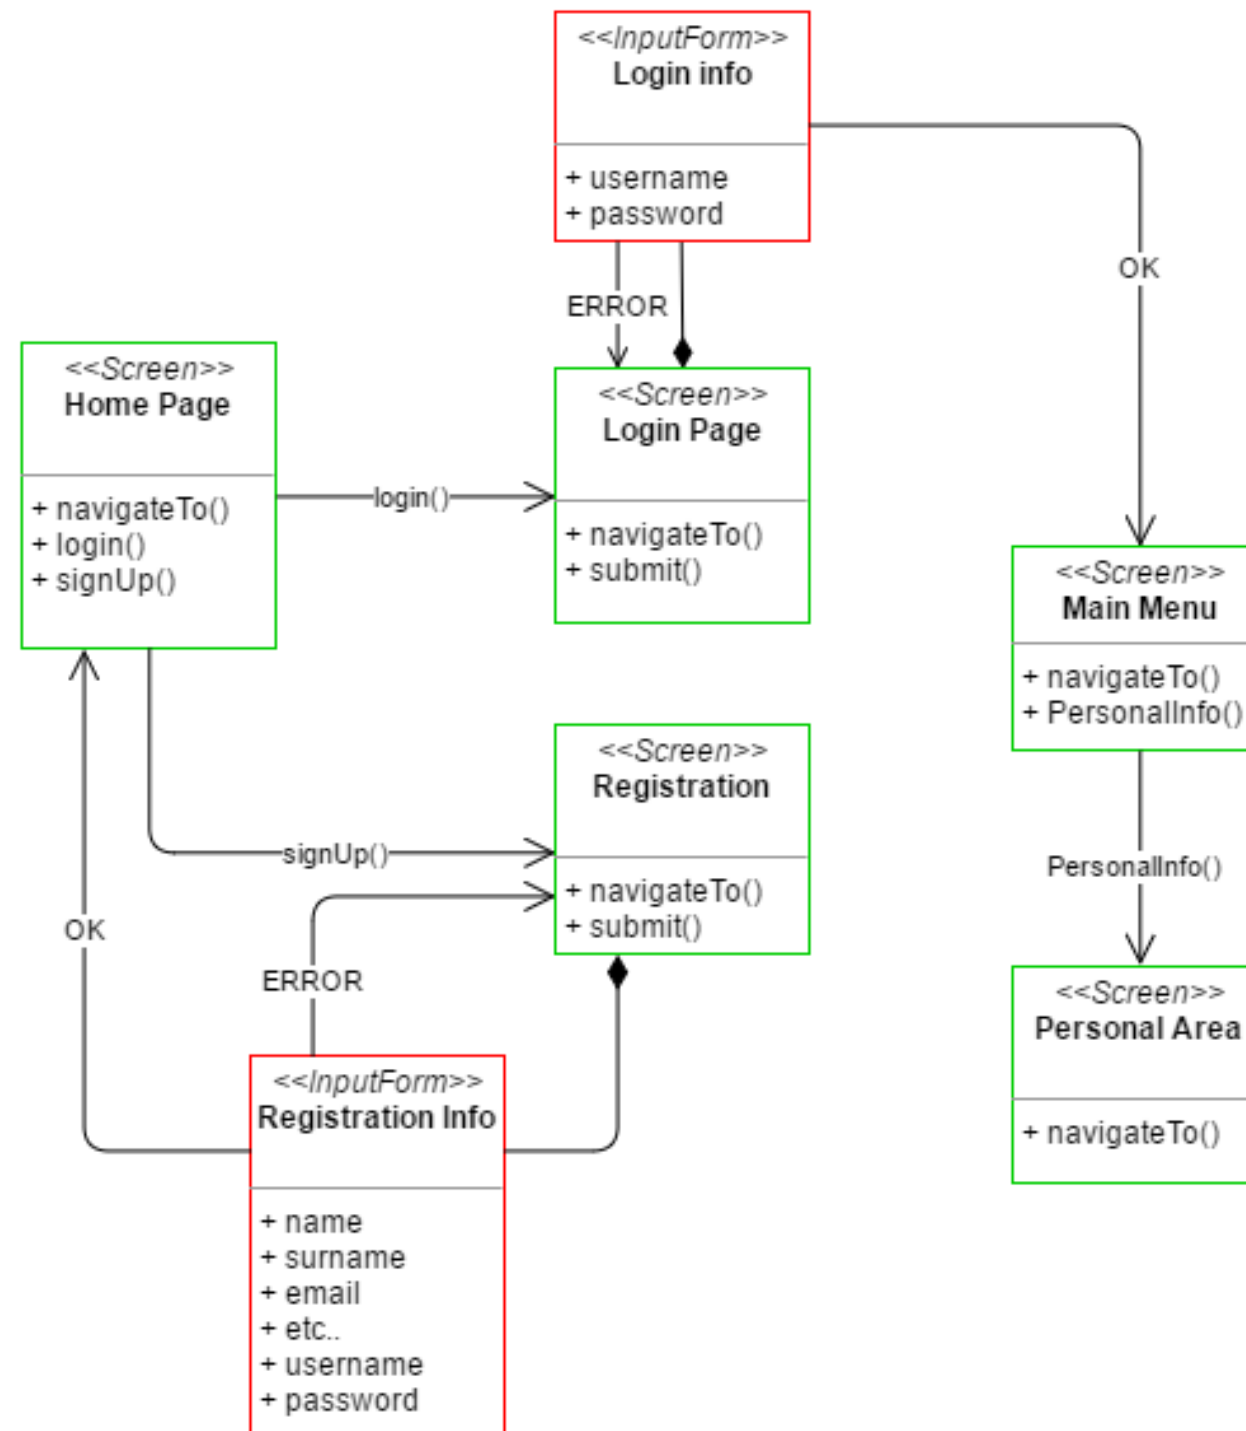 <<InputForm>>
Login info
+ username
+ password
ERROR
OK
<<Screen>>
Home Page
+ navigateTo()
+ login()
+ signUp()
login()
<<Screen>>
Login Page
+ navigateTo()
+ submit()
<<Screen>>
Main Menu
+ navigateTo()
+ PersonalInfo()
<<Screen>>
Registration
+ navigateTo()
+ submit()
signUp()
PersonalInfo()
OK
ERROR
<<Screen>>
Personal Area
+ navigateTo()
<<InputForm>>
Registration Info
+ name
+ surname
+ email
+ etc..
+ username
+ password